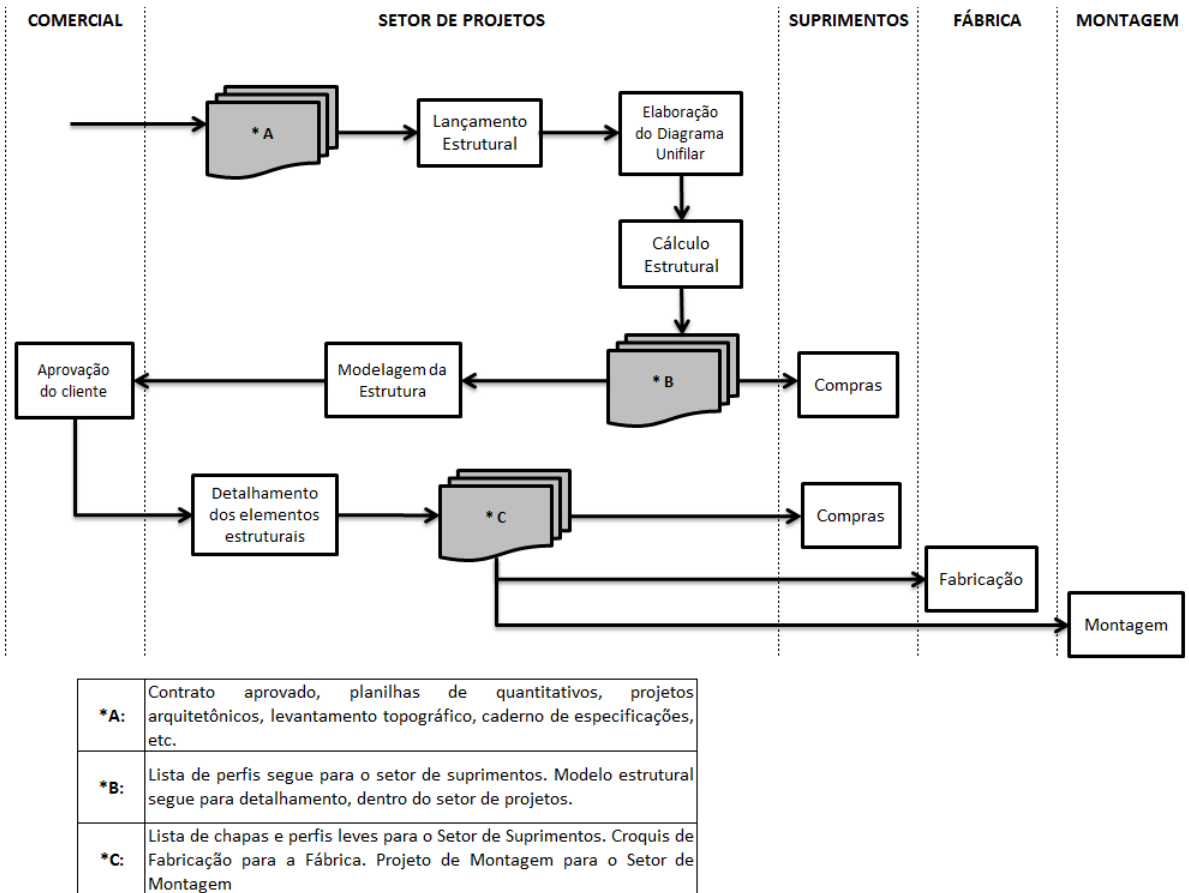 COMERCIAL
SETOR DE PROJETOS
SUPRIMENTOS
FÁBRICA
MONTAGEM
* A
Lançamento
Estrutural
Elaboração
do Diagrama
Unifilar
Cálculo
Estrutural
Aprovação
do cliente
Modelagem da
Estrutura
* B
Compras
Detalhamento
dos elementos
estruturais
* C
Compras
Fabricação
Montagem
*A:
Contrato aprovado, planilhas de quantitativos, projetos
arquitetônicos, levantamento topográfico, caderno de especificações,
etc.
*B:
Lista de perfis segue para o setor de suprimentos. Modelo estrutural
segue para detalhamento, dentro do setor de projetos.
*C:
Lista de chapas e perfis leves para o Setor de Suprimentos. Croquis de
Fabricação para a Fábrica. Projeto de Montagem para o Setor de
Montagem